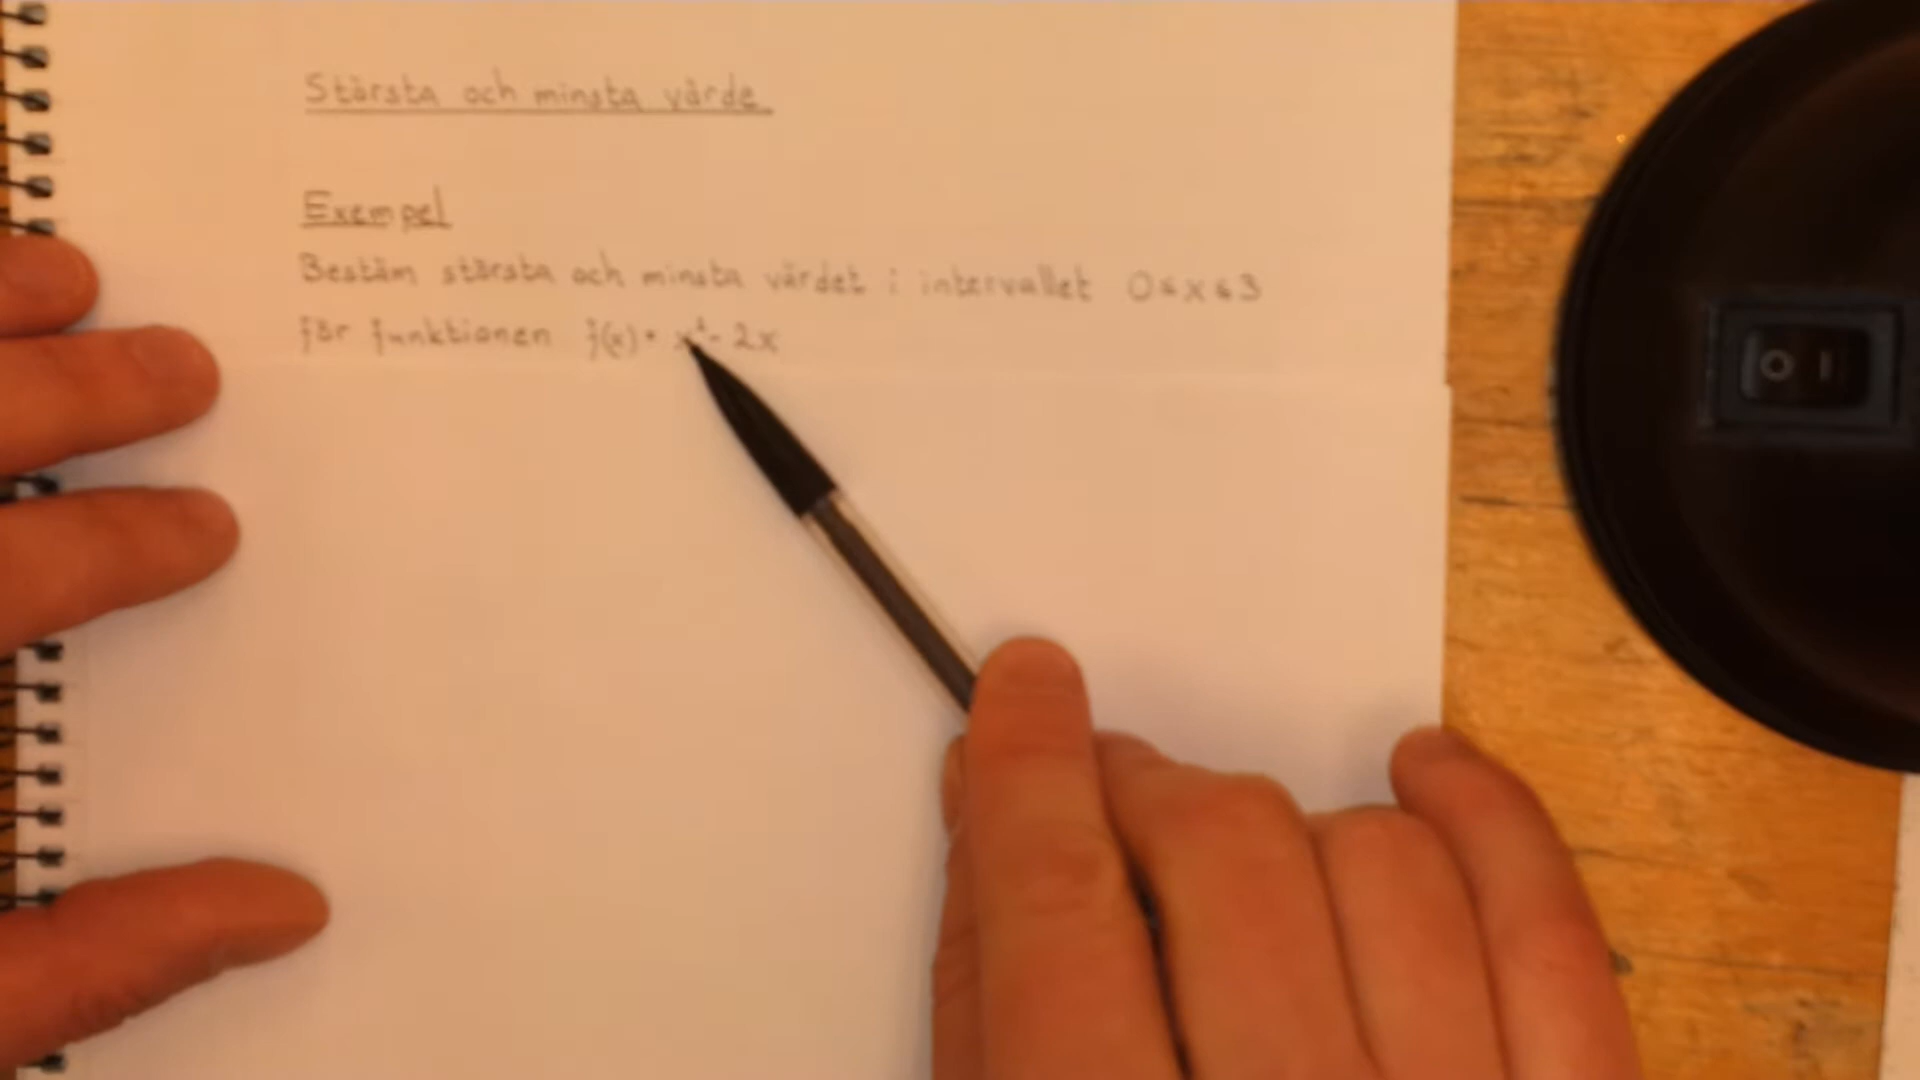 Största och minsta värde
Exempel
Bestäm största och minsta värdet i intervallet 0≤x≤3
för funktionen f(x)= x²- 2x